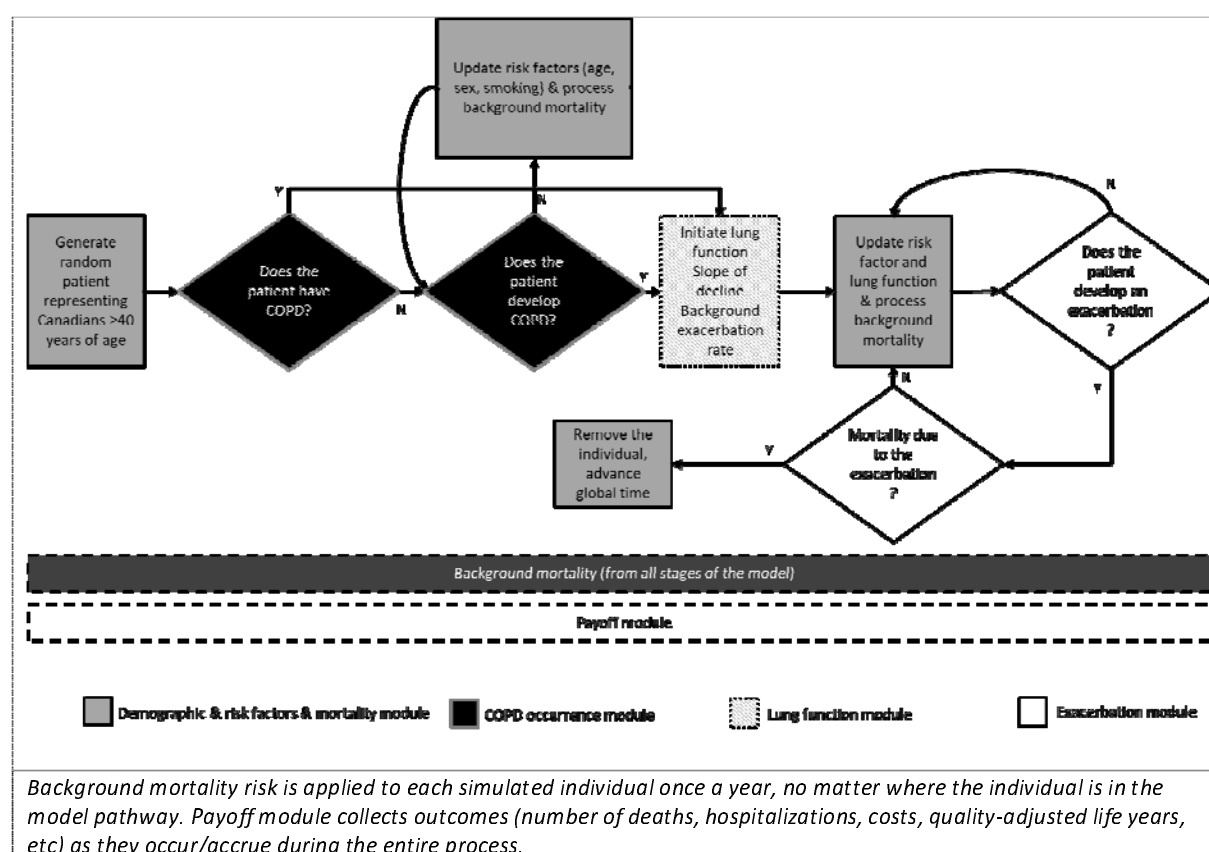 Update risk factors (age,
sex, smoking) & process
background mortality
Y
N
N
Generate
random
patient
representing
Canadians >40
years of age
Does the
patient have
COPD?
N
Does the
patient
develop
COPD?
Y
Initiate lung
function
Slope of
decline
Background
exacerbation
rate
Update risk
factor and
lung function
& process
background
mortality
Does the
patient
develop an
exacerbation
?
Y
N
Mortality due
to the
exacerbation
?
Y
Remove the
individual,
advance
global time
Background mortality (from all stages of the model)
Payoff module
Demographic & risk factors & mortality module
COPD occurrence module
Lung function module
Exacerbation module
Background mortality risk is applied to each simulated individual once a year, no matter where the individual is in the
model pathway. Payoff module collects outcomes (number of deaths, hospitalizations, costs, quality-adjusted life years,
etc) as they occur/accrue during the entire process.